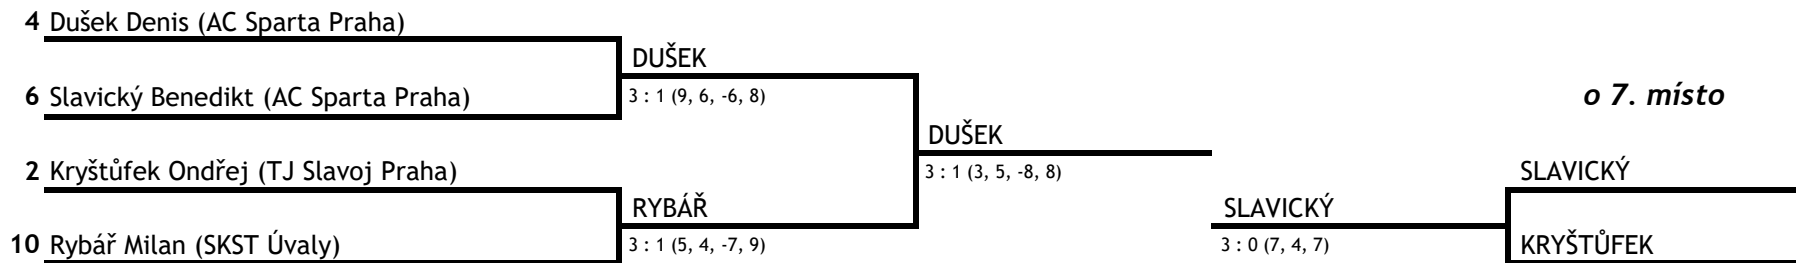 4 Dušek Denis (AC Sparta Praha)
DUŠEK
6 Slavický Benedikt (AC Sparta Praha)
3 : 1 (9, 6, -6, 8)
o 7. místo
DUŠEK
2 Kryštůfek Ondřej (TJ Slavoj Praha)
3 : 1 (3, 5, -8, 8)
SLAVICKÝ
RYBÁŘ
SLAVICKÝ
10 Rybář Milan (SKST Úvaly)
3 : 1 (5, 4, -7, 9)
3 : 0 (7, 4, 7)
KRYŠTŮFEK